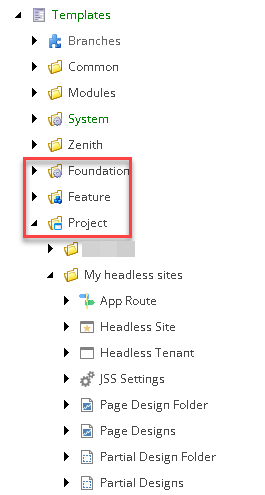 Templates
Branches
Common
Modules
System
Zenith
Foundation
Feature
Project
My headless sites
App Route
Headless Site
Headless Tenant
JSS Settings
Page Design Folder
Page Designs
Partial Design Folder
Partial Designs